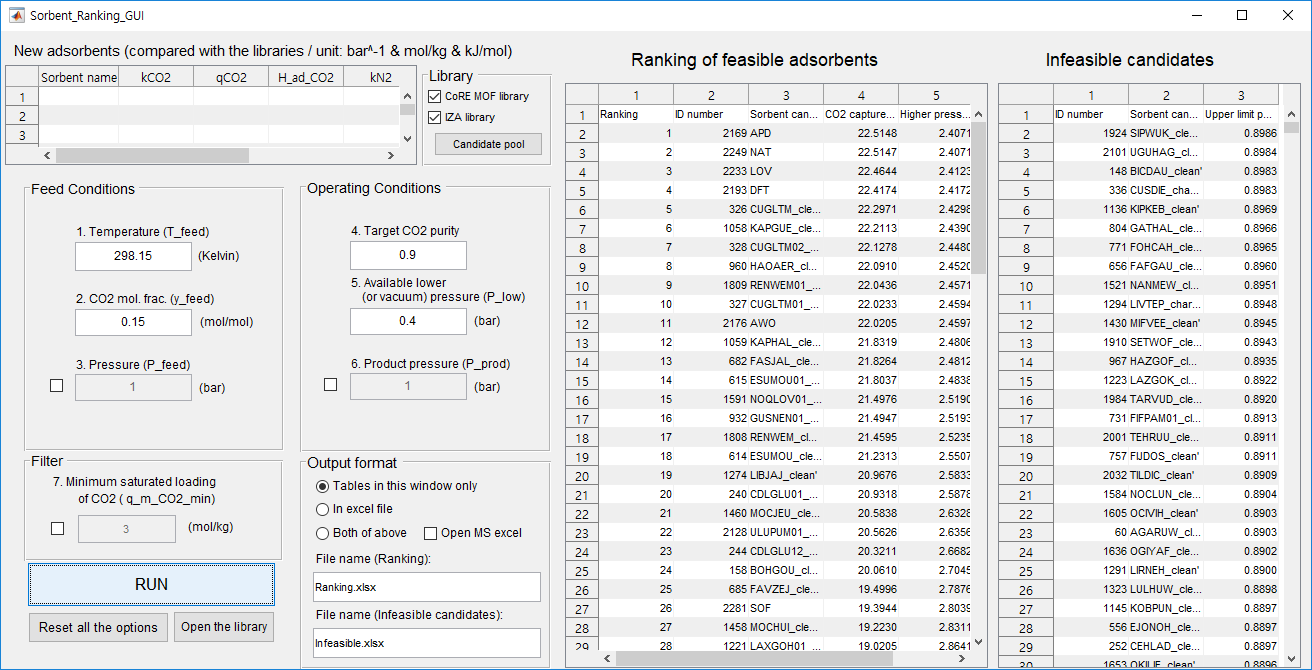 Sorbent_Ranking_GUI
New adsorbents (compared with the libraries / unit: bar^-1 & mol/kg & kJ/mol)
Sorbent name kCO2 qCO2 H_ad_CO2 kN2
1
2
3
Library
CoRE MOF library
IZA library
Candidate pool
Feed Conditions
1. Temperature (T_feed)
298.15 (Kelvin)
2. CO2 mol. frac. (y_feed)
0.15 (mol/mol)
3. Pressure (P_feed)
1 (bar)
Operating Conditions
4. Target CO2 purity
0.9
5. Available lower
(or vacuum) pressure (P_low)
0.4 (bar)
6. Product pressure (P_prod)
1 (bar)
Filter
7. Minimum saturated loading
of CO2 ( q_m_CO2_min)
3 (mol/kg)
RUN
Reset all the options Open the library
Output format
Tables in this window only
In excel file
Both of above Open MS excel
File name (Ranking):
Ranking.xlsx
File name (Infeasible candidates):
Infeasible.xlsx
Ranking of feasible adsorbents
1 2 3 4 5
1 Ranking ID number Sorbent can... CO2 capture... Higher press...
2 1 2169 APD 22.5148 2.4071
3 2 2249 NAT 22.5147 2.4071
4 3 2233 LOV 22.4644 2.4123
5 4 2193 DFT 22.4174 2.4172
6 5 326 CUGLTM_cle... 22.2971 2.4298
7 6 1058 KAPGUE_cle... 22.2113 2.4390
8 7 328 CUGLTM02_... 22.1278 2.4480
9 8 960 HAOAER_cl... 22.0910 2.4520
10 9 1809 RENWEM01_... 22.0436 2.4571
11 10 327 CUGLTM01_... 22.0233 2.4594
12 11 2176 AWO 22.0205 2.4597
13 12 1059 KAPHAL_cle... 21.8319 2.4806
14 13 682 FASJAL_cle... 21.8264 2.4812
15 14 615 ESUMOU01_... 21.8037 2.4838
16 15 1591 NOQLOV01_... 21.4976 2.5190
17 16 932 GUSNEN01_... 21.4947 2.5193
18 17 1808 RENWEM_cl... 21.4595 2.5235
19 18 614 ESUMOU_cle... 21.2313 2.5507
20 19 1274 LIBJAJ_clean' 20.9676 2.5833
21 20 240 CDLGLU01_... 20.9318 2.5878
22 21 1460 MOCJEU_cle... 20.5838 2.6328
23 22 2128 ULUPUM01_... 20.5626 2.6356
24 23 244 CDLGLU12_... 20.3211 2.6682
25 24 158 BOHGOU_cl... 20.0610 2.7045
26 25 685 FAVZEJ_cle... 19.4996 2.7876
27 26 2281 SOF 19.3944 2.8039
28 27 1458 MOCHUI_cle... 19.2230 2.8311
29 28 1221 LAXGOH01_... 19.0205 2.8641
Infeasible candidates
1 2 3
1 ID number Sorbent can... Upper limit p...
2 1924 SIPWUK_cle... 0.8986
3 2101 UGUHAG_cl... 0.8984
4 148 BICDAU_clean' 0.8983
5 336 CUSDIE_cha... 0.8983
6 1136 KIPKEB_clean' 0.8969
7 804 GATHAL_cle... 0.8966
8 771 FOHCAH_cle... 0.8965
9 656 FAFGAU_cle... 0.8960
10 1521 NANMEW_cl... 0.8951
11 1294 LIVTEP_char... 0.8948
12 1430 MIFVEE_clean' 0.8945
13 1910 SETWOF_cle... 0.8943
14 967 HAZGOF_cl... 0.8935
15 1223 LAZGOK_cl... 0.8922
16 1984 TARVUD_cle... 0.8920
17 731 FIFPAM01_cl... 0.8913
18 2001 TEHRUU_cle... 0.8911
19 757 FIJDOS_clean' 0.8911
20 2032 TILDIC_clean' 0.8909
21 1584 NOCLUN_cle... 0.8904
22 1605 OCIVIH_clean' 0.8903
23 60 AGARUW_cl... 0.8903
24 1636 OGIYAF_cle... 0.8902
25 1291 LIRNEH_clean' 0.8900
26 1323 LULHUW_cle... 0.8898
27 1145 KOBPUN_cle... 0.8897
28 556 EJONOH_cle... 0.8897
29 252 CEHLAD_cle... 0.8897
30 1653 OKILIF_clean' 0.8896